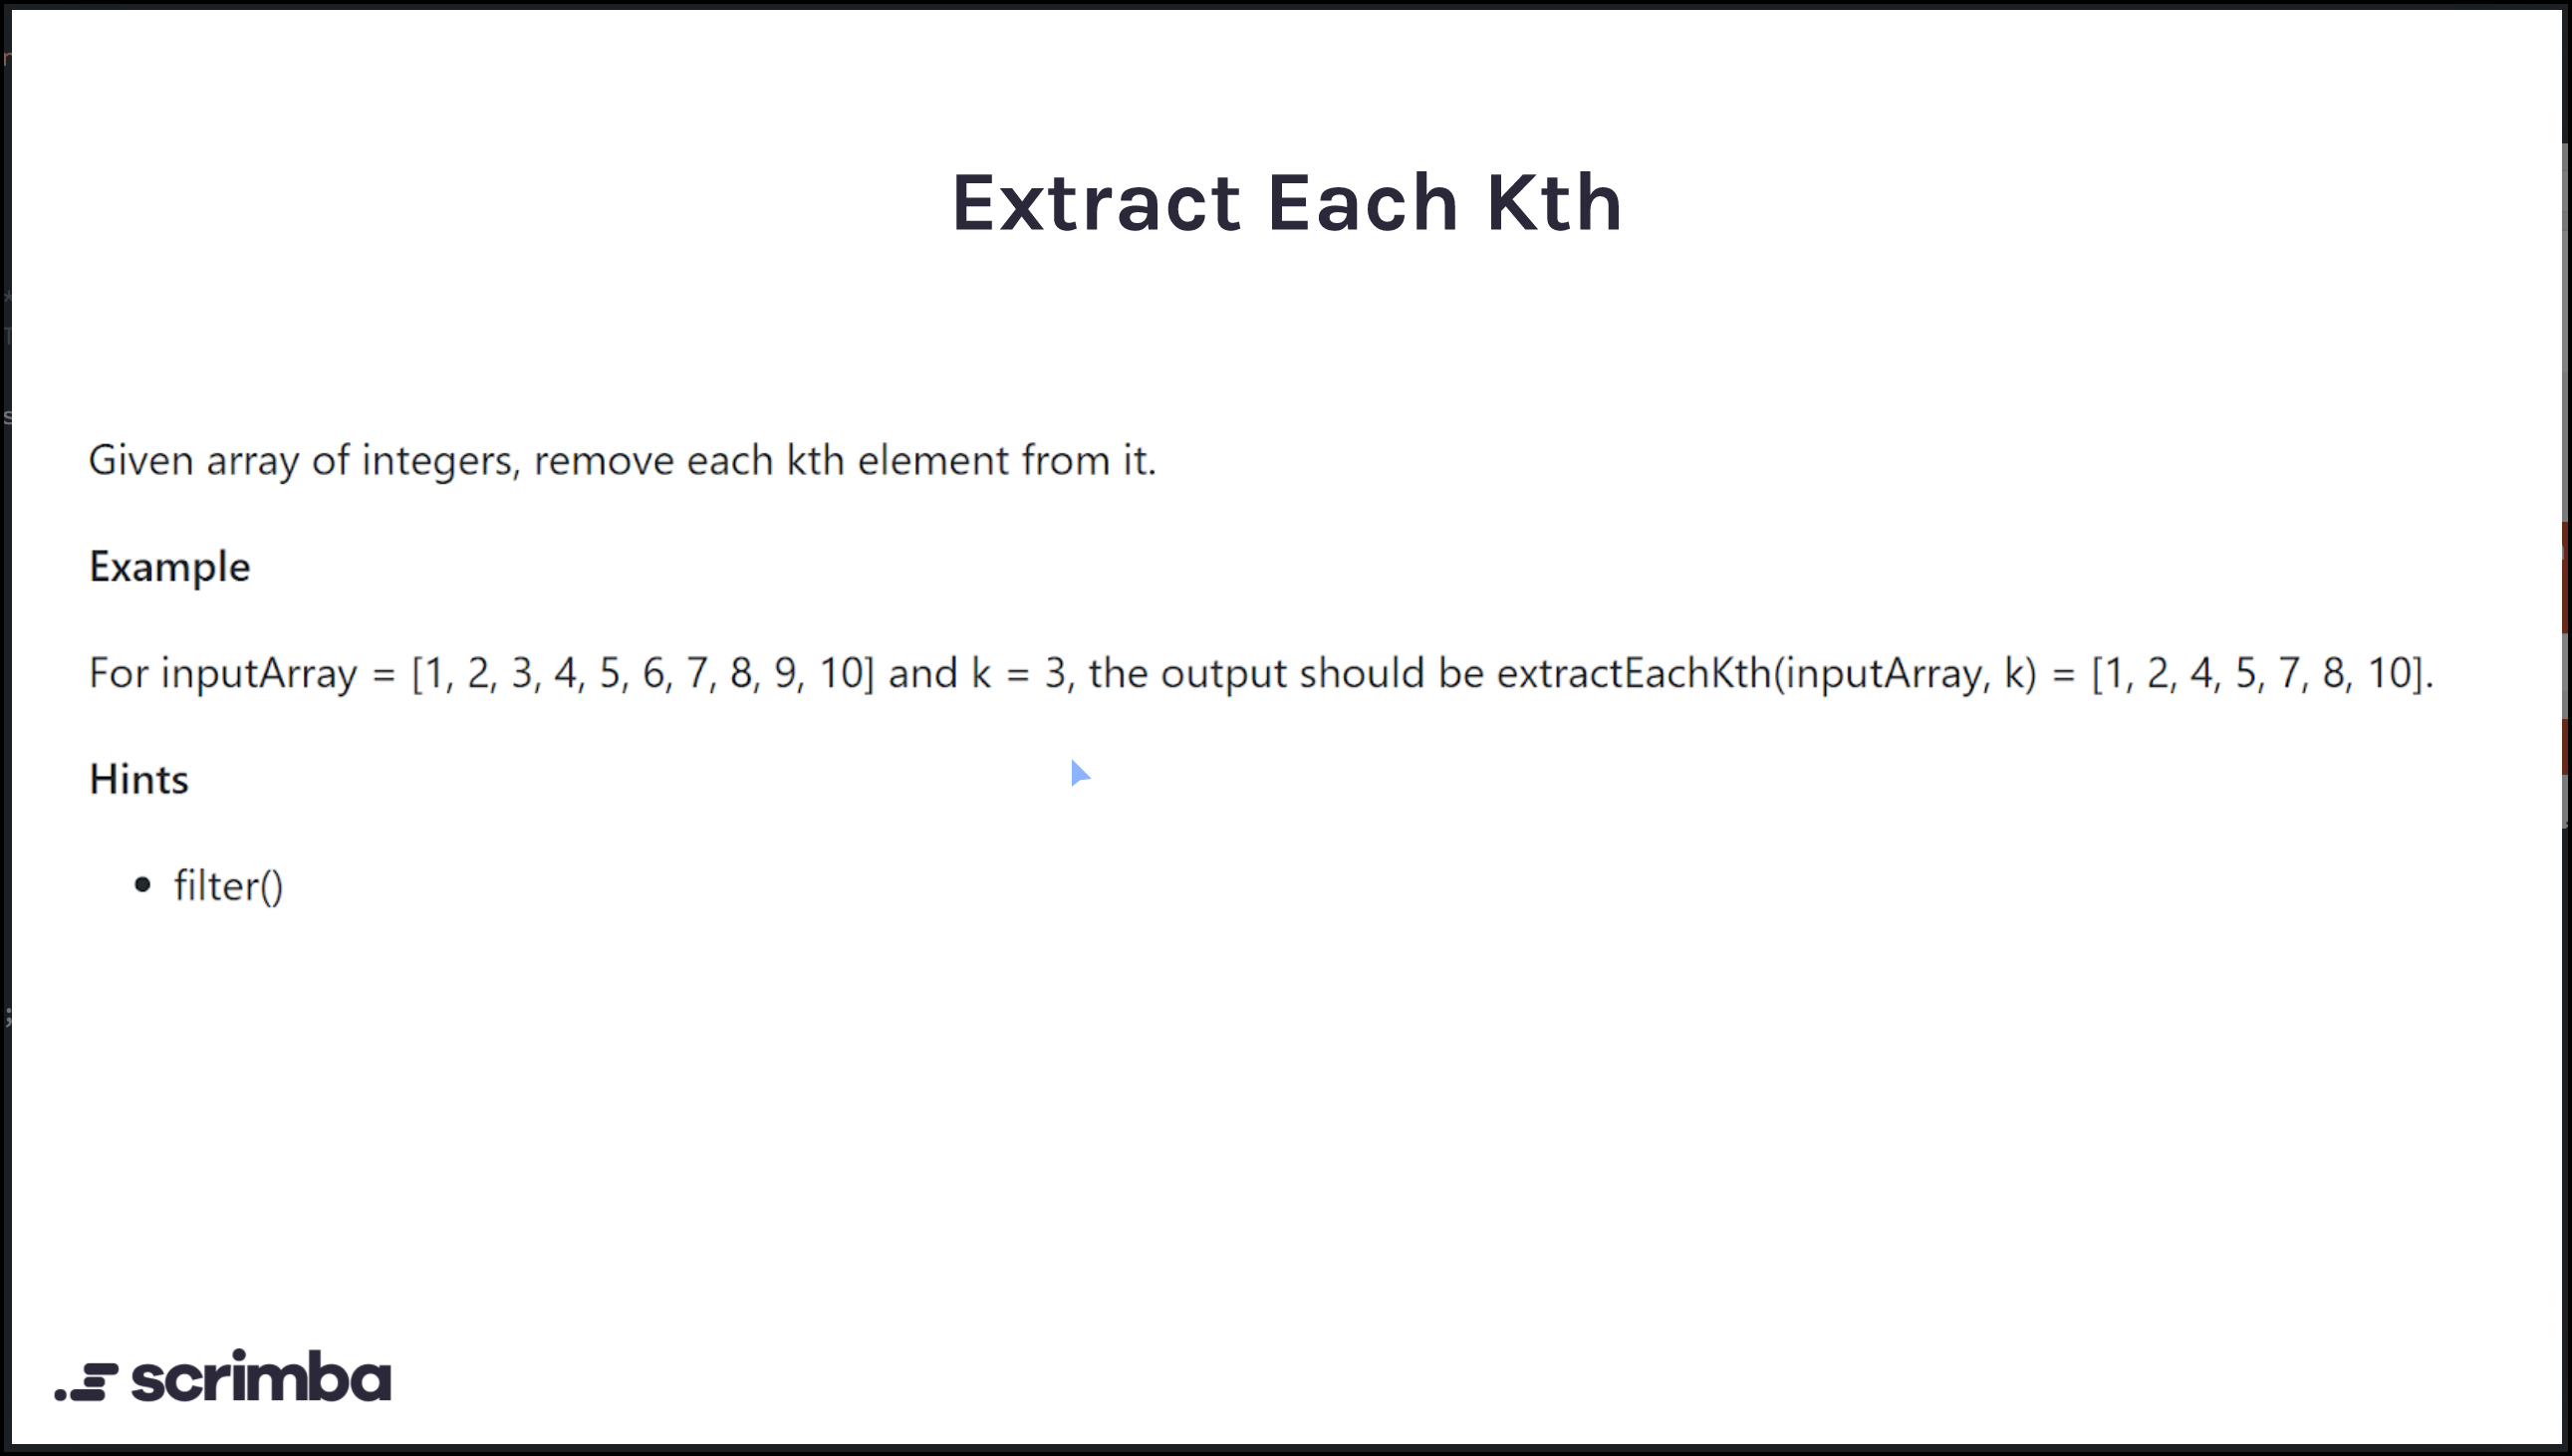 Extract Each Kth
Given array of integers, remove each kth element from it.
Example
For inputArray = [1, 2, 3, 4, 5, 6, 7, 8, 9, 10] and k = 3, the output should be extractEachKth(inputArray, k) = [1, 2, 4, 5, 7, 8, 10].
Hints
• filter()
scrimba